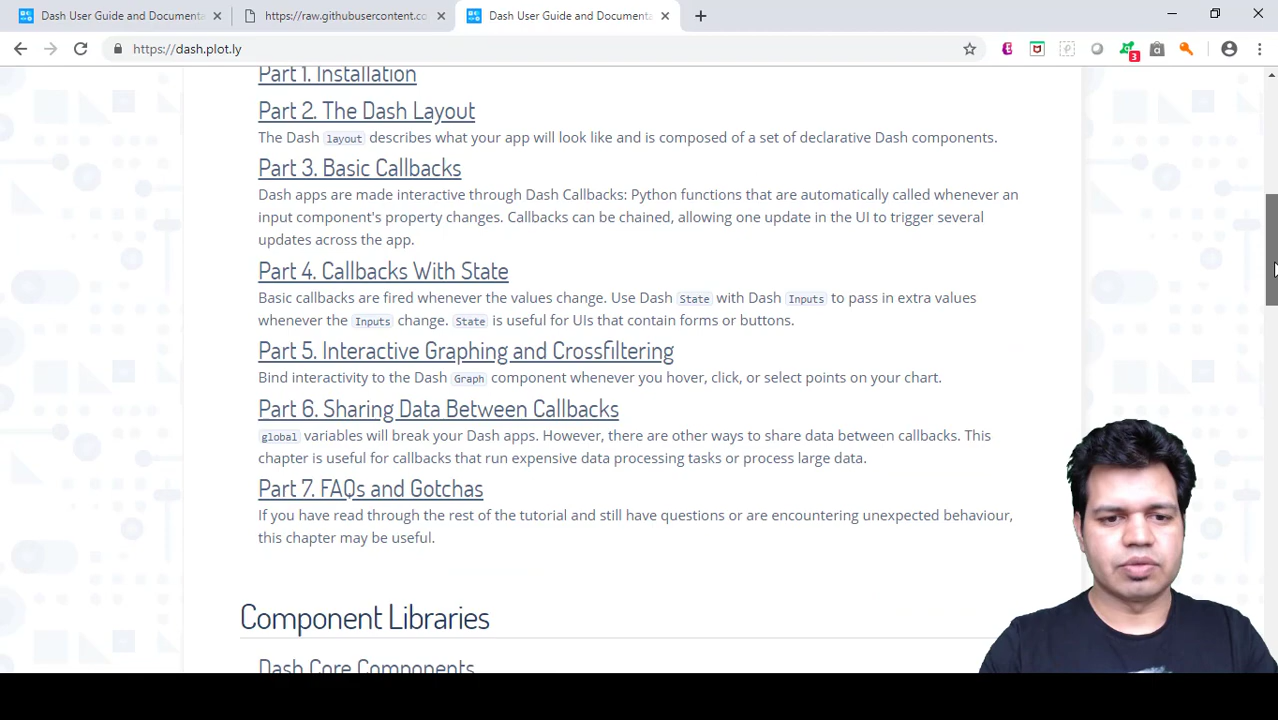 Dash User Guide and Documenta
https://raw.githubusercontent.co
Dash User Guide and Documenta
https://dash.plot.ly
3
Part 1. Installation
Part 2. The Dash Layout
The Dash layout describes what your app will look like and is composed of a set of declarative Dash components.
Part 3. Basic Callbacks
Dash apps are made interactive through Dash Callbacks: Python functions that are automatically called whenever an
input component's property changes. Callbacks can be chained, allowing one update in the UI to trigger several
updates across the app.
Part 4. Callbacks With State
Basic callbacks are fired whenever the values change. Use Dash State with Dash Inputs to pass in extra values
whenever the Inputs change. State is useful for UIs that contain forms or buttons.
Part 5. Interactive Graphing and Crossfiltering
Bind interactivity to the Dash Graph component whenever you hover, click, or select points on your chart.
Part 6. Sharing Data Between Callbacks
global variables will break your Dash apps. However, there are other ways to share data between callbacks. This
chapter is useful for callbacks that run expensive data processing tasks or process large data.
Part 7. FAQs and Gotchas
If you have read through the rest of the tutorial and still have questions or are encountering unexpected behaviour,
this chapter may be useful.
Component Libraries
Dash Core Components